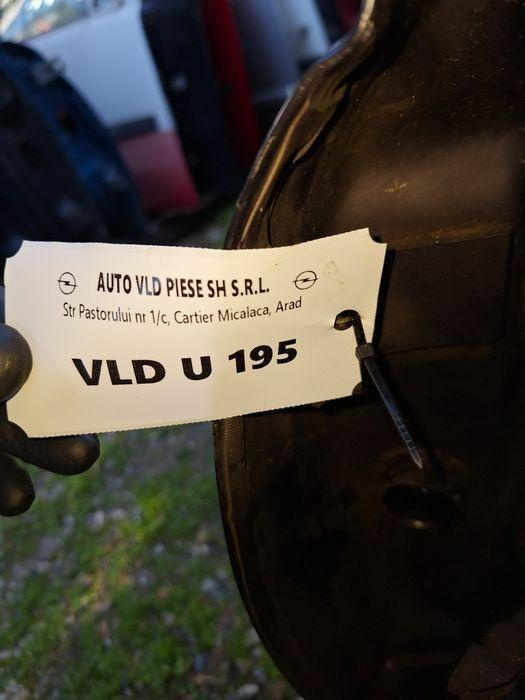 AUTO VLD PIESE SH S.R.L.
Str Pastorului nr 1/c, Cartier Micalaca, Arad
VLD U 195